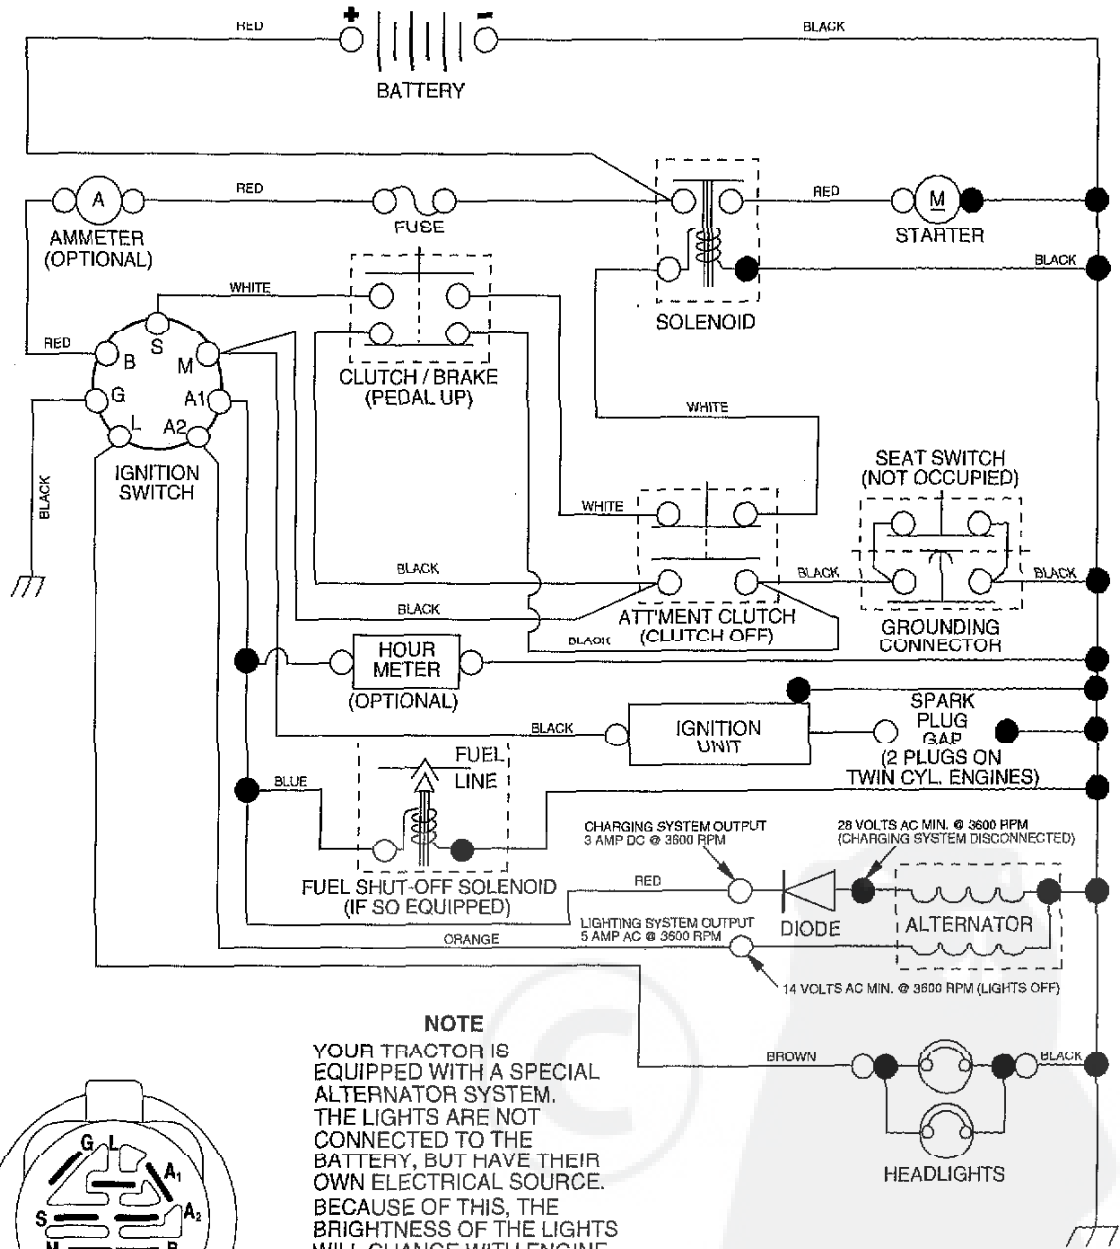 + -
RED
BLACK
BATTERY
RED
RED
A
M
AMMETER
(OPTIONAL)
FUSE
STARTER
BLACK
WHITE
SOLENOID
RED
S
B
M
G
A1
L
A2
CLUTCH / BRAKE
(PEDAL UP)
WHITE
IGNITION
SWITCH
BLACK
SEAT SWITCH
(NOT OCCUPIED)
WHITE
BLACK
BLACK
BLACK
BLACK
ATT'MENT CLUTCH
(CLUTCH OFF)
BLACK
GROUNDING
CONNECTOR
HOUR
METER
(OPTIONAL)
BLACK
IGNITION
UNIT
SPARK
PLUG
GAP
(2 PLUGS ON
TWIN CYL. ENGINES)
FUEL
LINE
BLUE
FUEL SHUT-OFF SOLENOID
(IF SO EQUIPPED)
CHARGING SYSTEM OUTPUT
3 AMP DC @ 3600 RPM
28 VOLTS AC MIN. @ 3600 RPM
(CHARGING SYSTEM DISCONNECTED)
RED
DIODE
ALTERNATOR
LIGHTING SYSTEM OUTPUT
5 AMP AC @ 3600 RPM
ORANGE
14 VOLTS AC MIN. @ 3600 RPM (LIGHTS OFF)
BROWN
BLACK
HEADLIGHTS
NOTE
YOUR TRACTOR IS
EQUIPPED WITH A SPECIAL
ALTERNATOR SYSTEM.
THE LIGHTS ARE NOT
CONNECTED TO THE
BATTERY, BUT HAVE THEIR
OWN ELECTRICAL SOURCE.
BECAUSE OF THIS, THE
BRIGHTNESS OF THE LIGHTS
WILL CHANGE WITH ENGINE
G L
A1
A2
S
M B
©